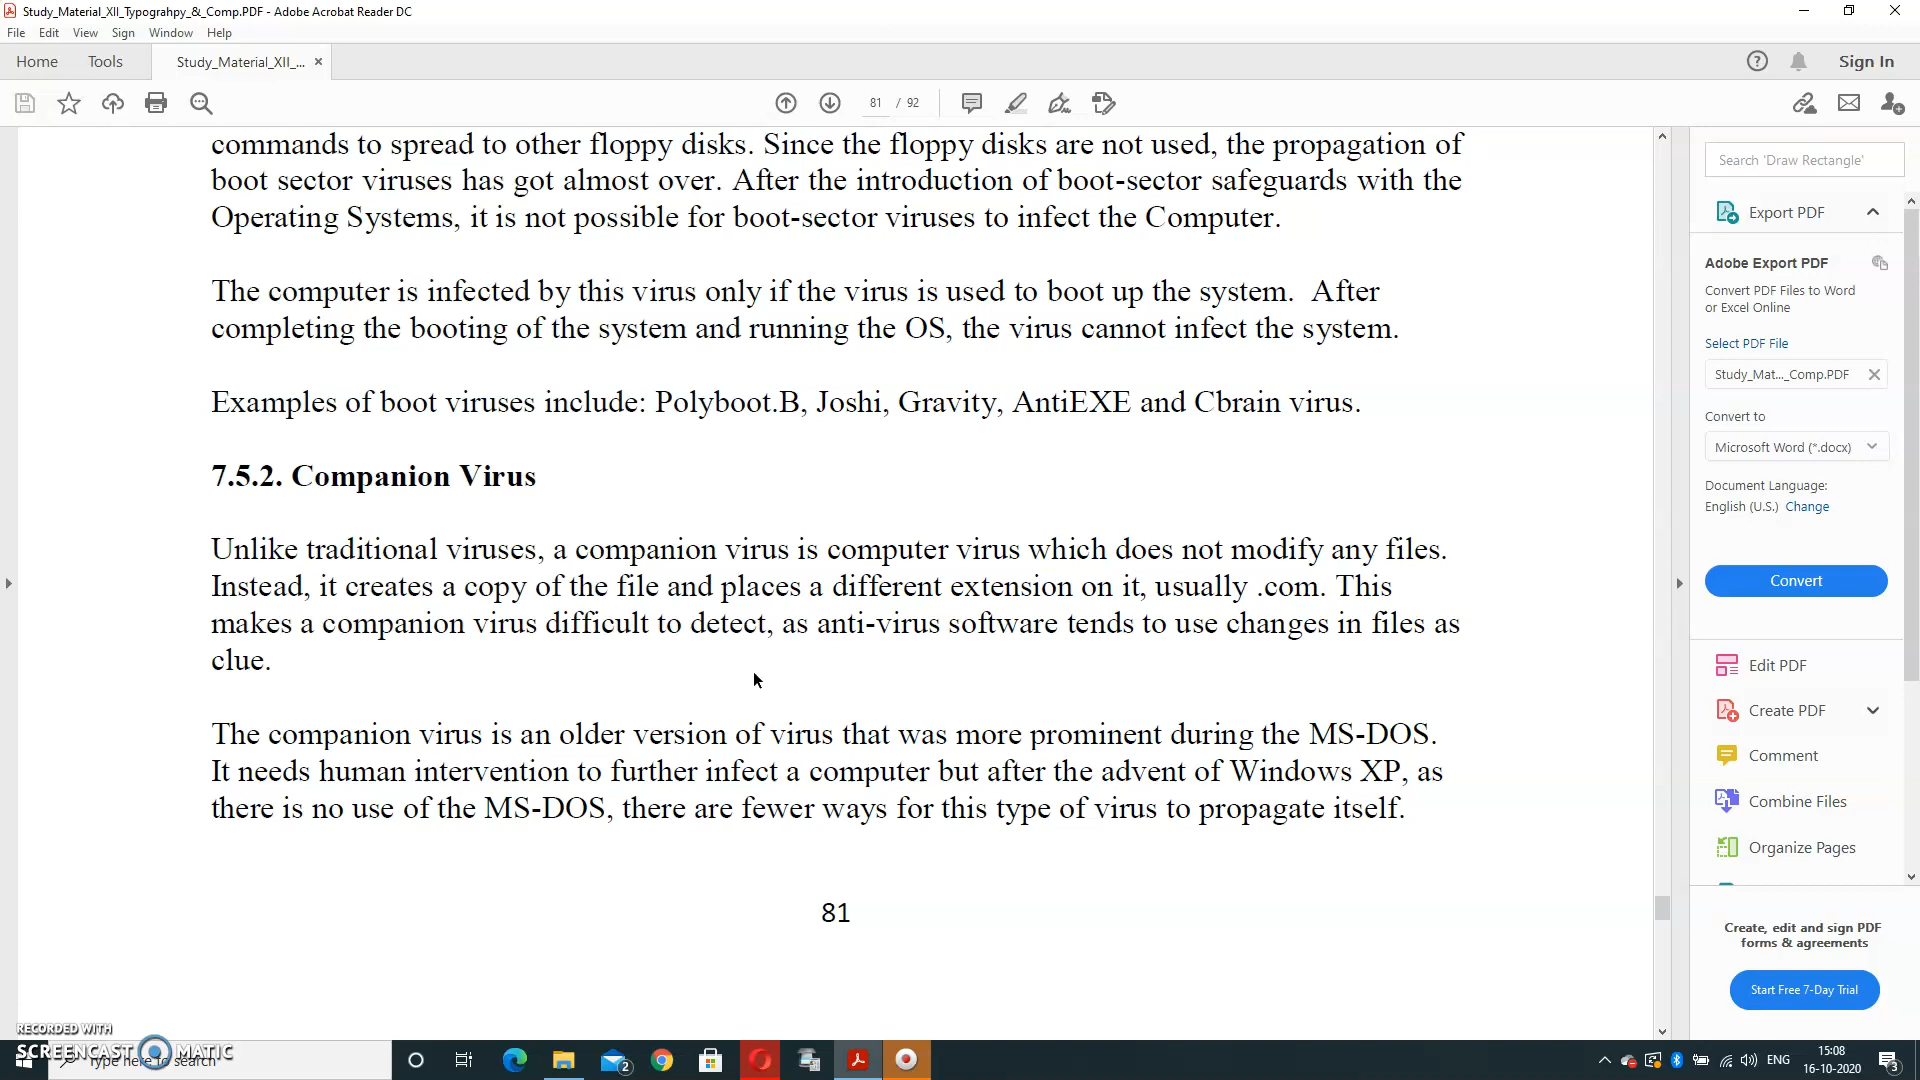 Study_Material_XII_Typograhpy_&_Comp.PDF - Adobe Acrobat Reader DC
File Edit View Sign Window Help
Home Tools Study_Material_XII_... × Sign In
81 / 92
commands to spread to other floppy disks. Since the floppy disks are not used, the propagation of
boot sector viruses has got almost over. After the introduction of boot-sector safeguards with the
Operating Systems, it is not possible for boot-sector viruses to infect the Computer.
The computer is infected by this virus only if the virus is used to boot up the system. After
completing the booting of the system and running the OS, the virus cannot infect the system.
Examples of boot viruses include: Polyboot.B, Joshi, Gravity, AntiEXE and Cbrain virus.
7.5.2. Companion Virus
Unlike traditional viruses, a companion virus is computer virus which does not modify any files.
Instead, it creates a copy of the file and places a different extension on it, usually .com. This
makes a companion virus difficult to detect, as anti-virus software tends to use changes in files as
clue.
The companion virus is an older version of virus that was more prominent during the MS-DOS.
It needs human intervention to further infect a computer but after the advent of Windows XP, as
there is no use of the MS-DOS, there are fewer ways for this type of virus to propagate itself.
81
Search 'Draw Rectangle'
Export PDF
Adobe Export PDF
Convert PDF Files to Word
or Excel Online
Select PDF File
Study_Mat..._Comp.PDF
Convert to
Microsoft Word (*.docx)
Document Language:
English (U.S.) Change
Convert
Edit PDF
Create PDF
Comment
Combine Files
Organize Pages
Create, edit and sign PDF
forms & agreements
Start Free 7-Day Trial
RECORDED WITH
SCREENCAST MATIC
Type here to search
2
ENG
15:08
16-10-2020
3